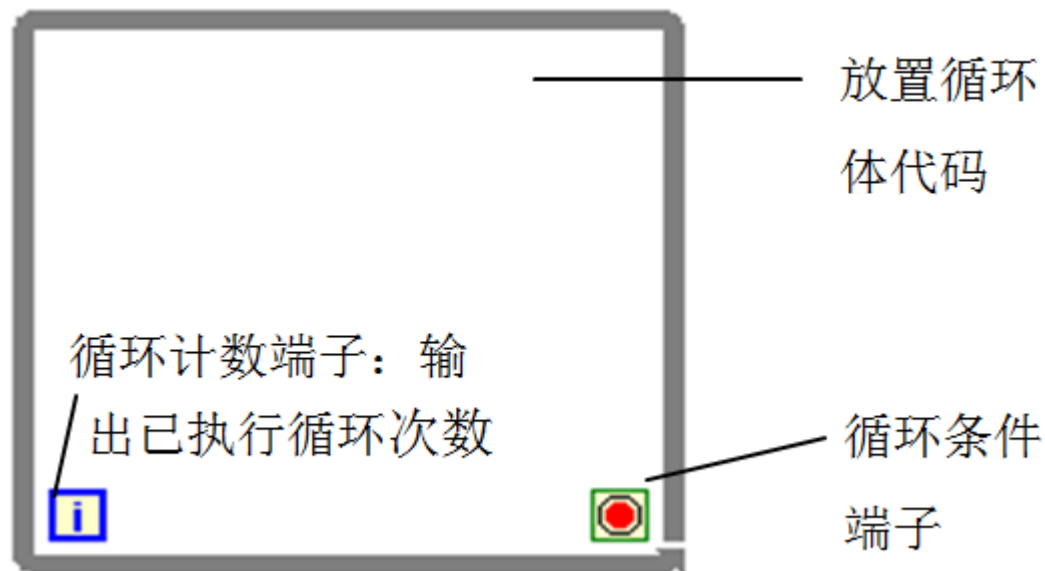 放置循环
体代码
循环计数端子：输
出已执行循环次数
循环条件
端子
i